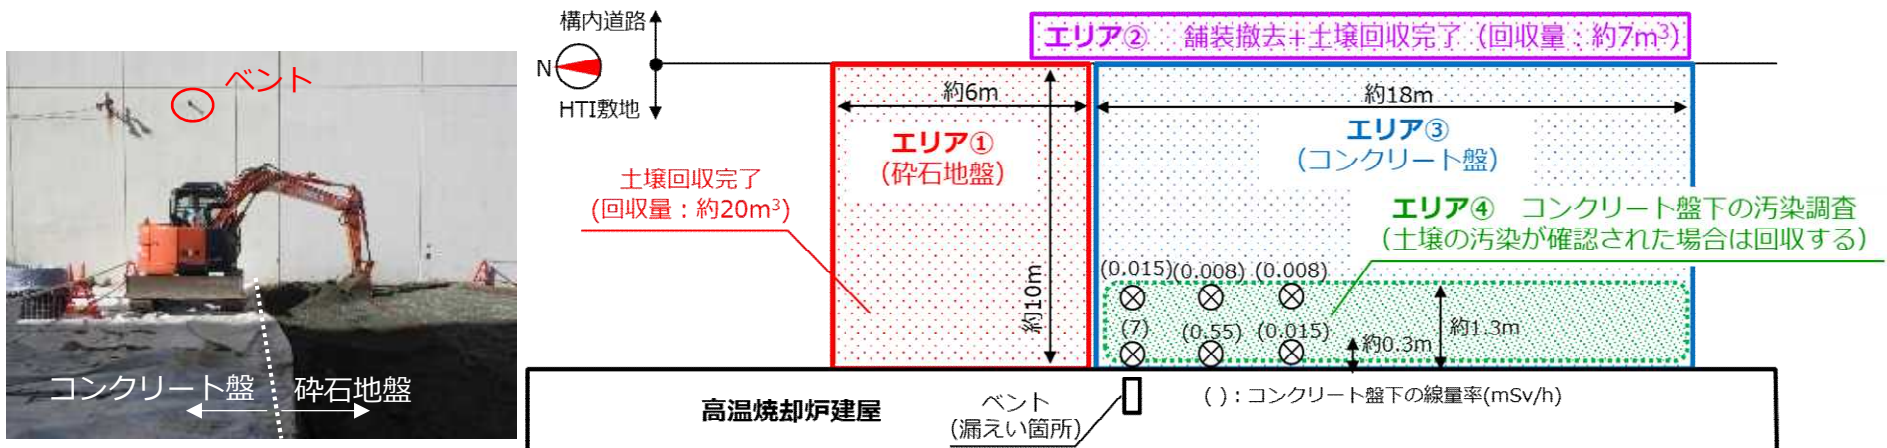 ベント
コンクリート盤
砕石地盤
構内道路
N
HTI敷地
エリア② 舗装撤去+土壌回収完了（回収量：約7m³）
約6m
約18m
エリア①
（砕石地盤）
エリア③
（コンクリート盤）
土壌回収完了
(回収量：約20m³)
約10m
エリア④ コンクリート盤下の汚染調査
（土壌の汚染が確認された場合は回収する）
(0.015)(0.008) (0.008)
(7) (0.55) (0.015)
約1.3m
約0.3m
高温焼却炉建屋
ベント
(漏えい箇所)
( )：コンクリート盤下の線量率(mSv/h)